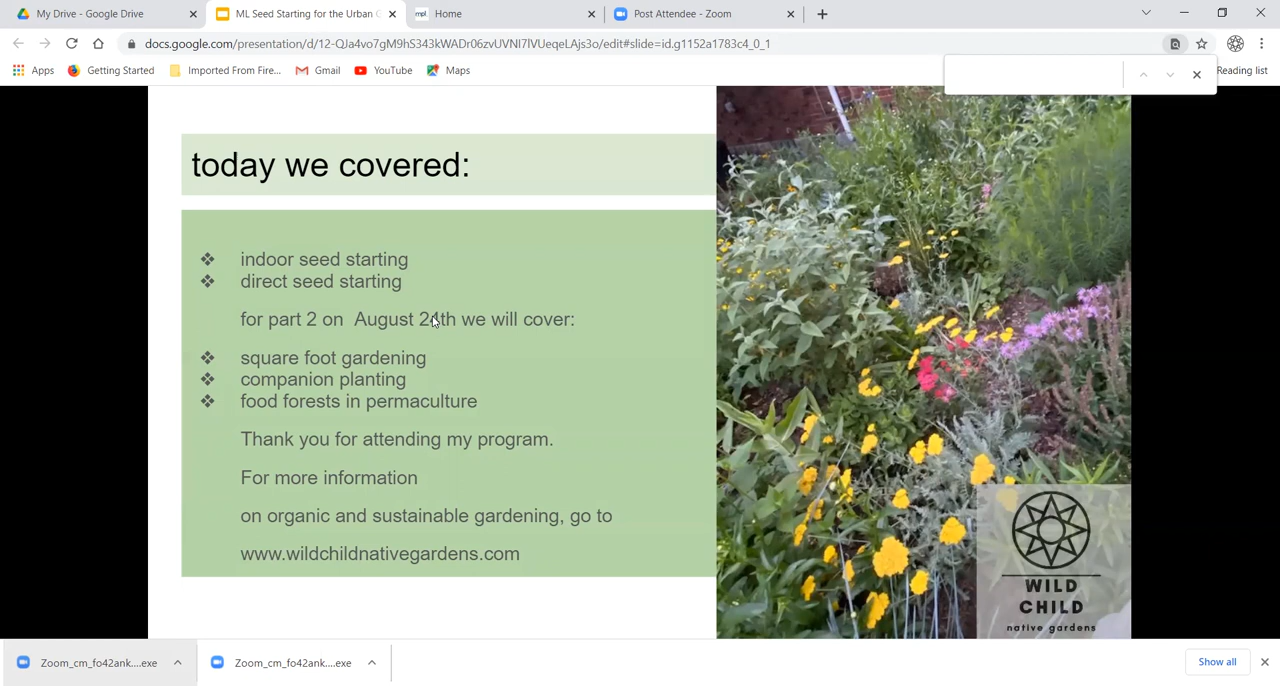 My Drive - Google Drive
ML Seed Starting for the Urban G
mpl
Home
Post Attendee - Zoom
docs.google.com/presentation/d/12-QJa4vo7gM9hS343kWADr06zvUVNI7lVUeqeLAjs3o/edit#slide=id.g1152a1783c4_0_1
Apps
Getting Started
Imported From Fire...
Gmail
YouTube
Maps
Reading list
today we covered:
❖ indoor seed starting
❖ direct seed starting
for part 2 on August 24th we will cover:
❖ square foot gardening
❖ companion planting
❖ food forests in permaculture
Thank you for attending my program.
For more information
on organic and sustainable gardening, go to
www.wildchildnativegardens.com
WILD
CHILD
native gardens
Zoom_cm_fo42ank....exe
Zoom_cm_fo42ank....exe
Show all